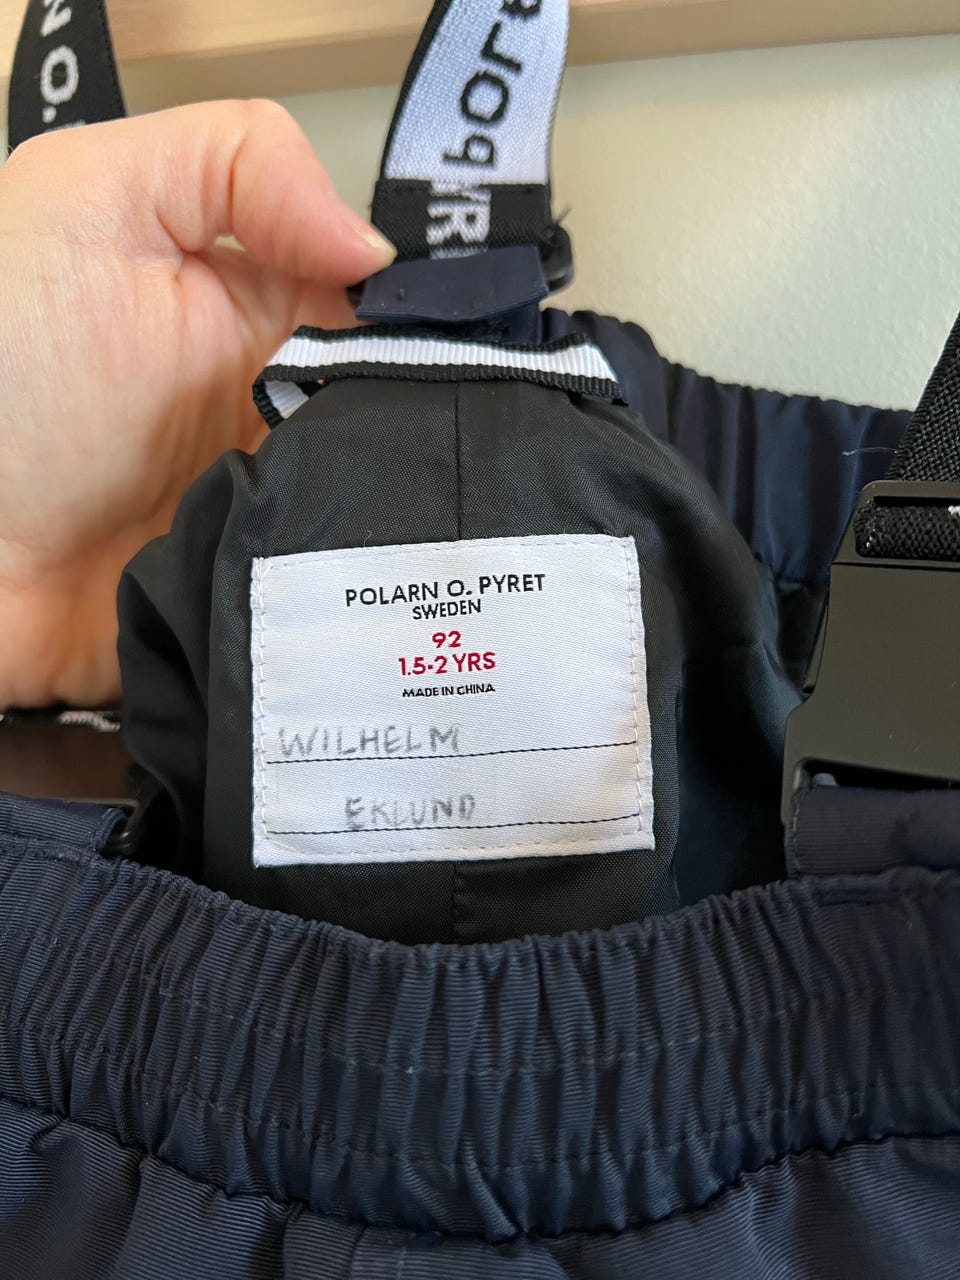 N O.
POLARN O. PYRET
SWEDEN
92
1.5-2 YRS
MADE IN CHINA
WILHELM
EKLUND